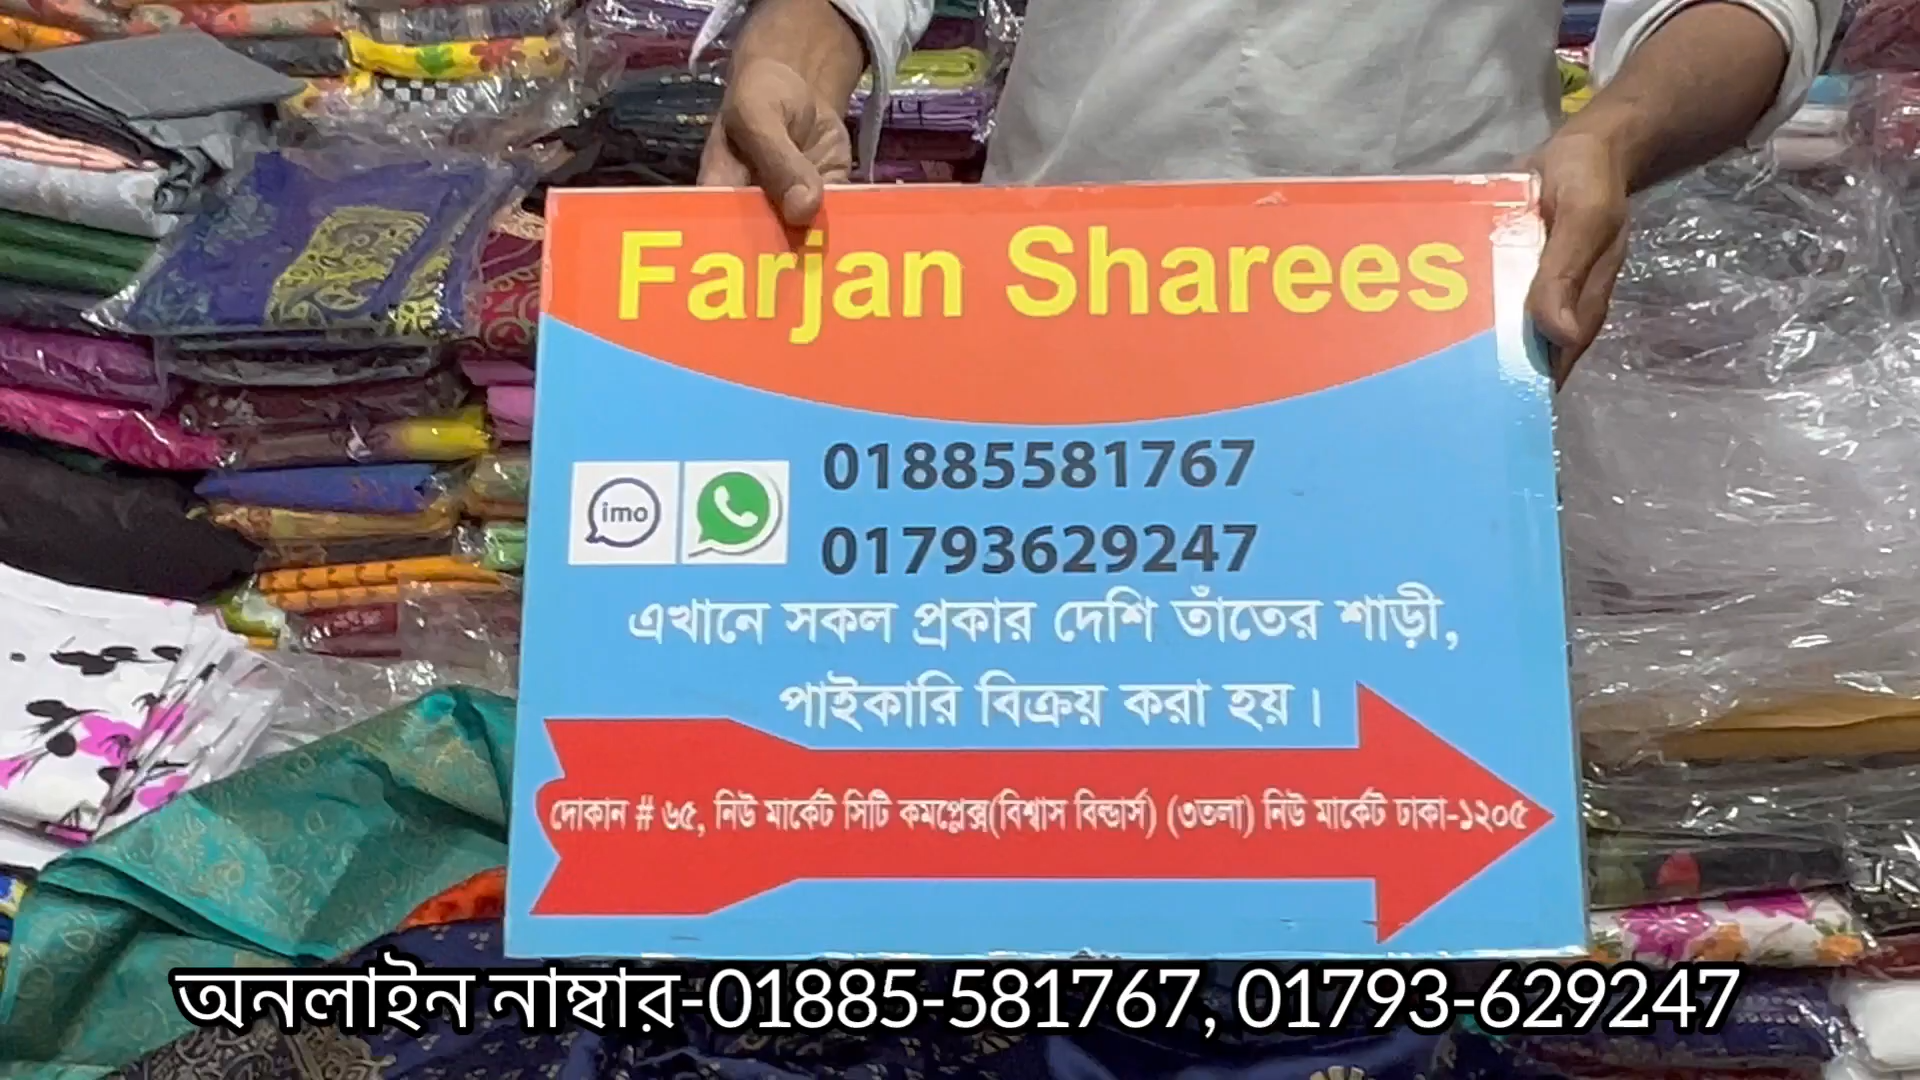 Farjan Sharees
01885581767
imo
01793629247
এখানে সকল প্রকার দেশি তাঁতের শাড়ী,
পাইকারি বিক্রয় করা হয়।
দোকান # ৬৫, নিউ মার্কেট সিটি কমপ্লেক্স(বিশ্বাস বিল্ডার্স) (৩তলা) নিউ মার্কেট ঢাকা-১২০৫
অনলাইন নাম্বার-01885-581767, 01793-629247